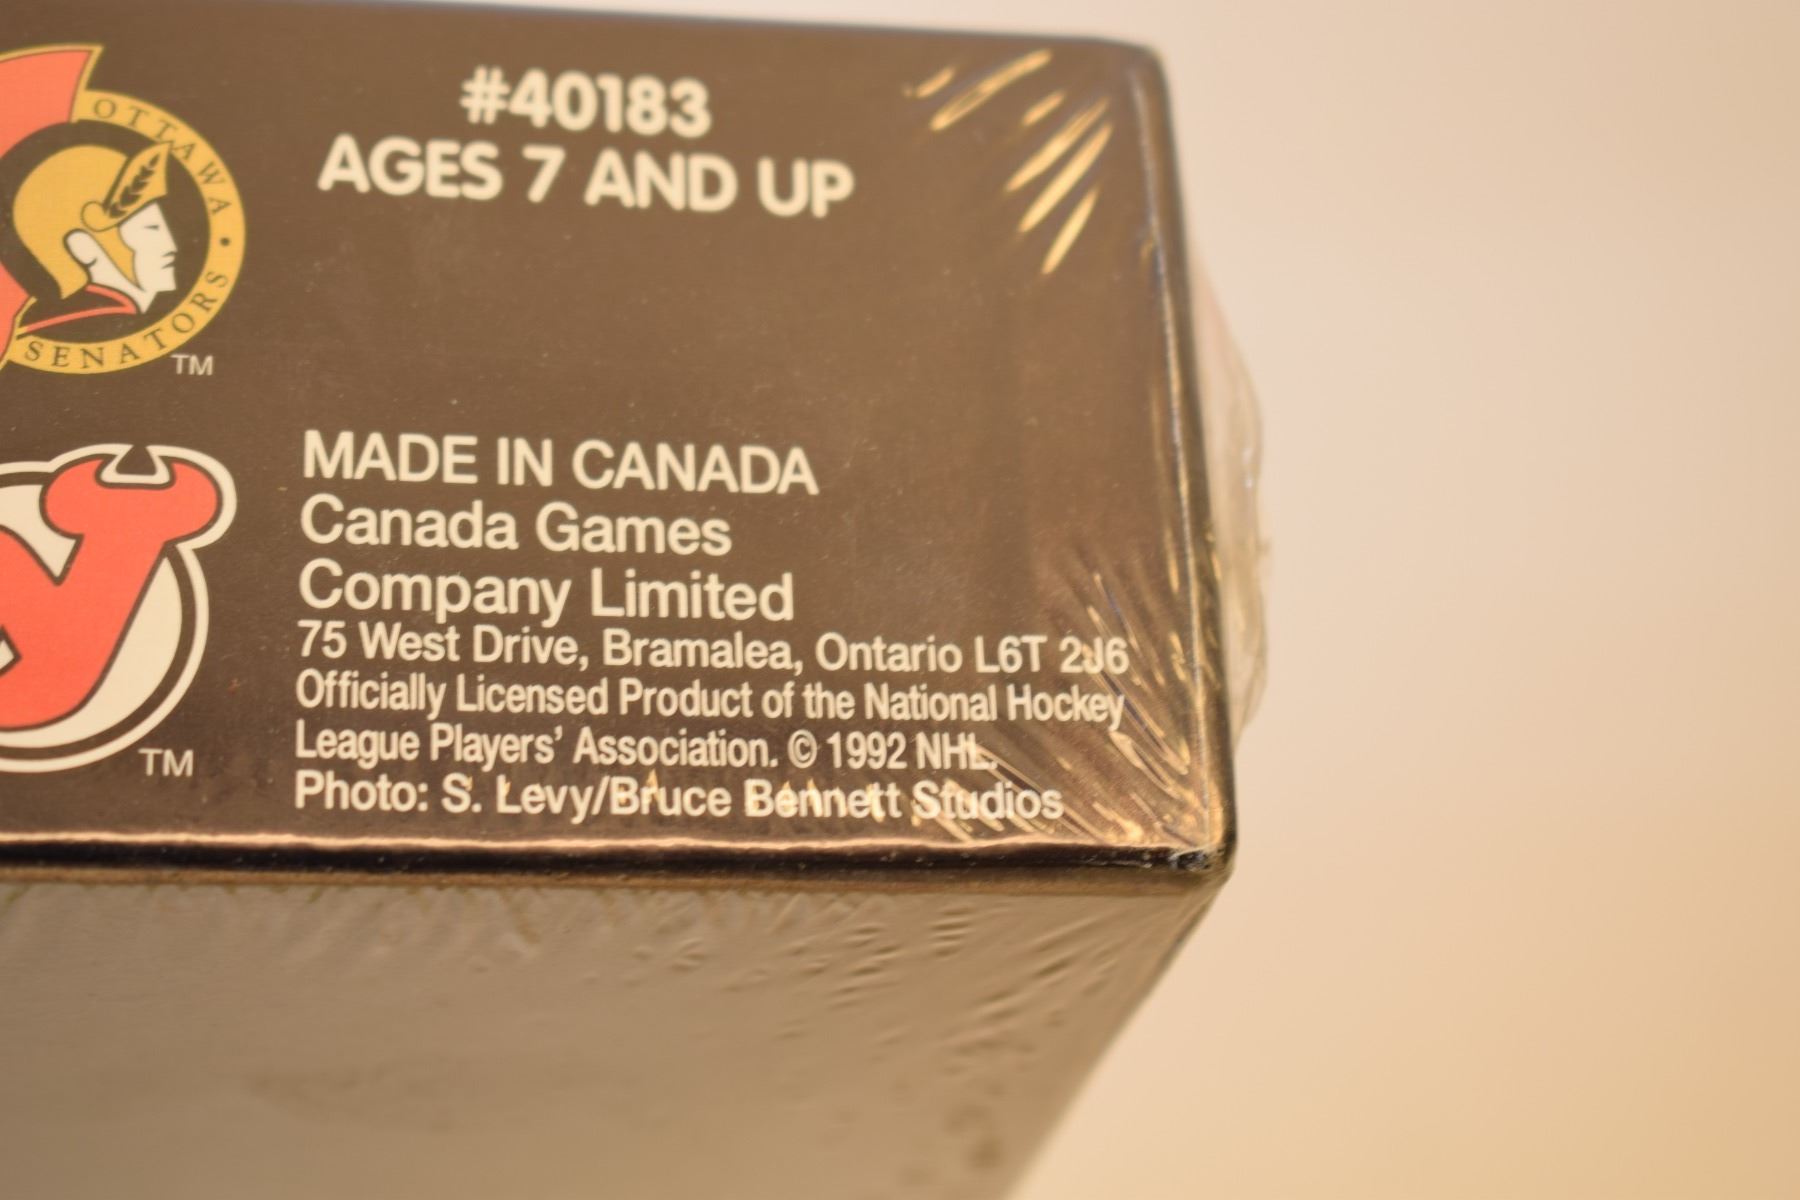 #40183
AGES 7 AND UP
OTTAWA • SENATORS
TM
MADE IN CANADA
Canada Games
Company Limited
75 West Drive, Bramalea, Ontario L6T 2J6
Officially Licensed Product of the National Hockey
League Players' Association. © 1992 NHL.
Photo: S. Levy/Bruce Bennett Studios
TM